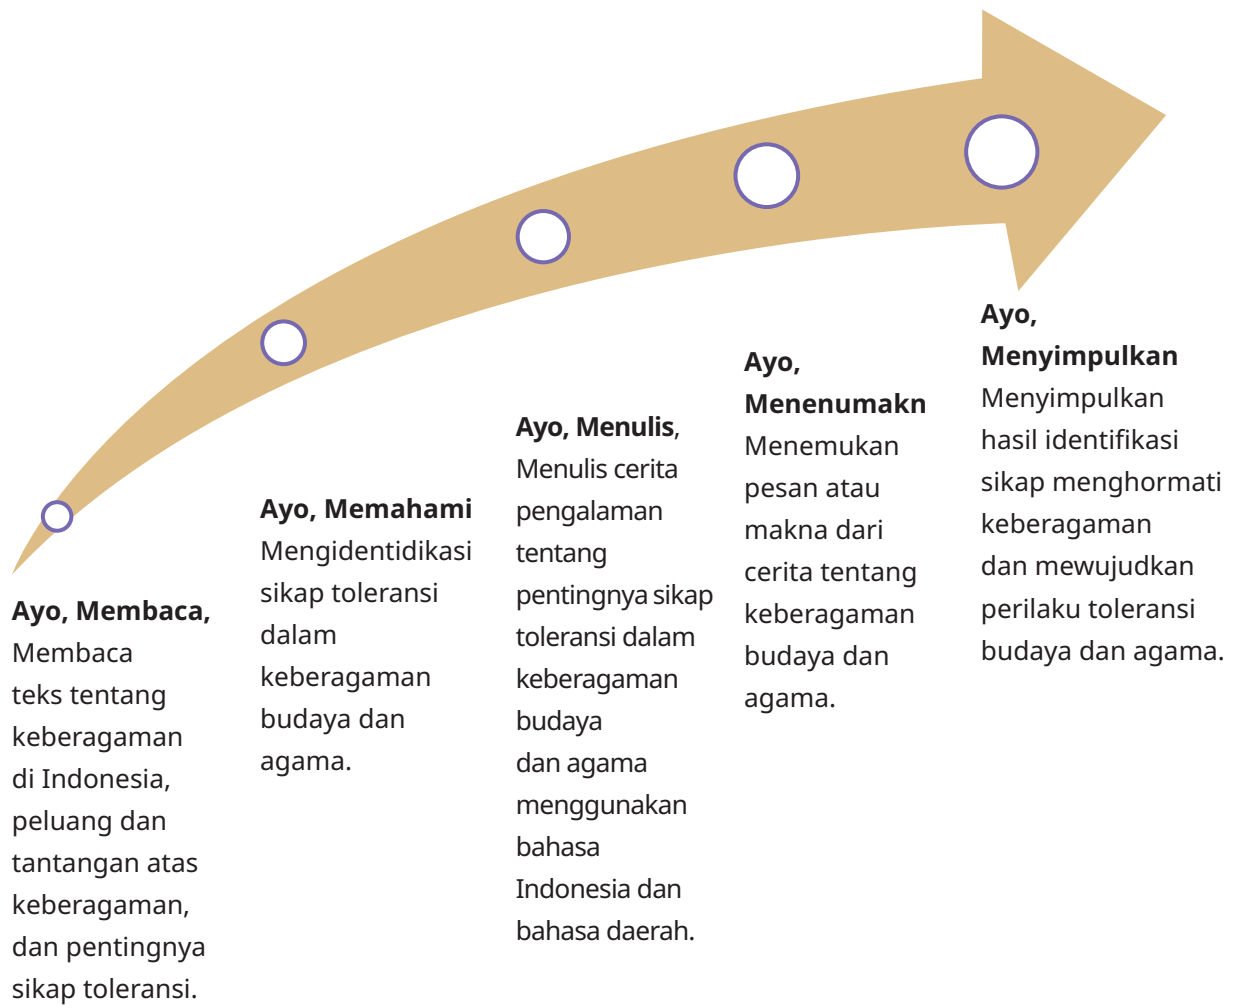 Ayo, Membaca,
Membaca
teks tentang
keberagaman
di Indonesia,
peluang dan
tantangan atas
keberagaman,
dan pentingnya
sikap toleransi.
Ayo, Memahami
Mengidentidikasi
sikap toleransi
dalam
keberagaman
budaya dan
agama.
Ayo, Menulis,
Menulis cerita
pengalaman
tentang
pentingnya sikap
toleransi dalam
keberagaman
budaya
dan agama
menggunakan
bahasa
Indonesia dan
bahasa daerah.
Ayo,
Menenumakn
Menemukan
pesan atau
makna dari
cerita tentang
keberagaman
budaya dan
agama.
Ayo,
Menyimpulkan
Menyimpulkan
hasil identifikasi
sikap menghormati
keberagaman
dan mewujudkan
perilaku toleransi
budaya dan agama.